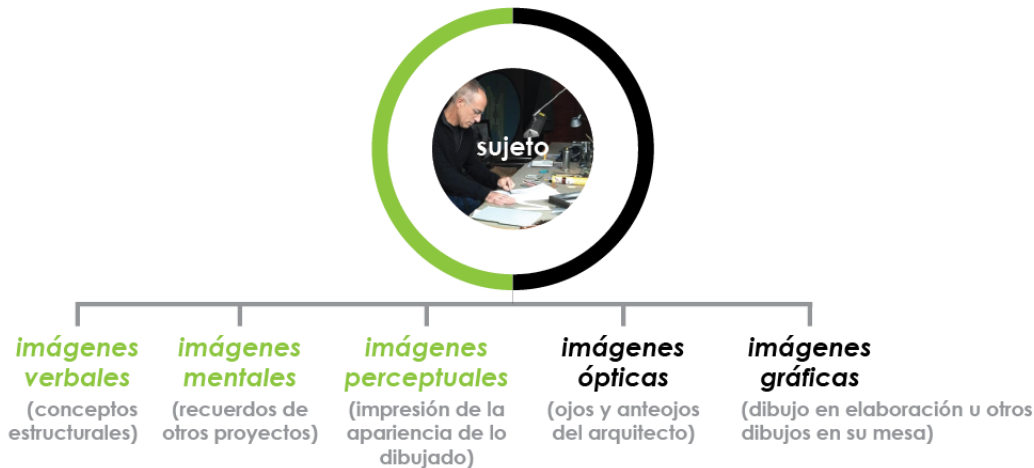 sujeto
imágenes
verbales
(conceptos
estructurales)
imágenes
mentales
(recuerdos de
otros proyectos)
imágenes
perceptuales
(impresión de la
apariencia de lo
dibujado)
imágenes
ópticas
(ojos y anteojos
del arquitecto)
imágenes
gráficas
(dibujo en elaboración u otros
dibujos en su mesa)